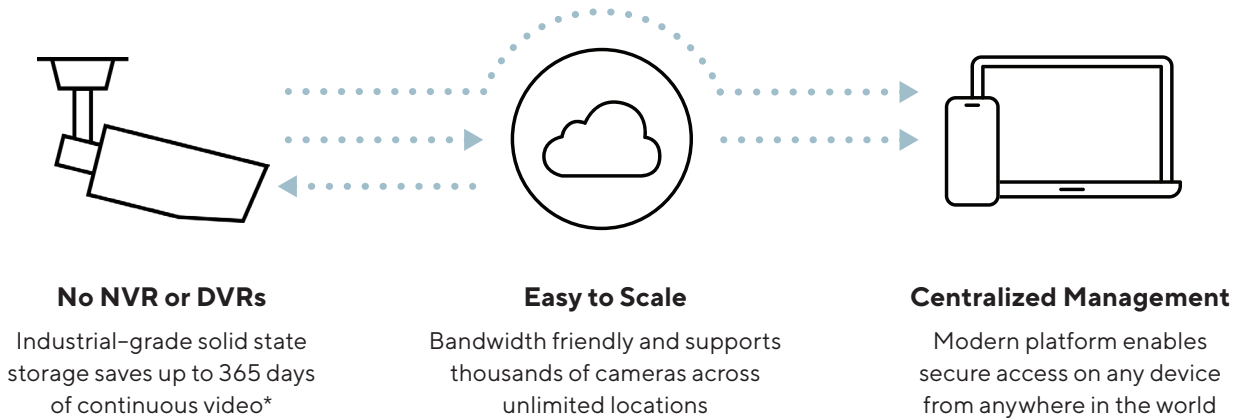 No NVR or DVRs
Industrial-grade solid state
storage saves up to 365 days
of continuous video*
Easy to Scale
Bandwidth friendly and supports
thousands of cameras across
unlimited locations
Centralized Management
Modern platform enables
secure access on any device
from anywhere in the world